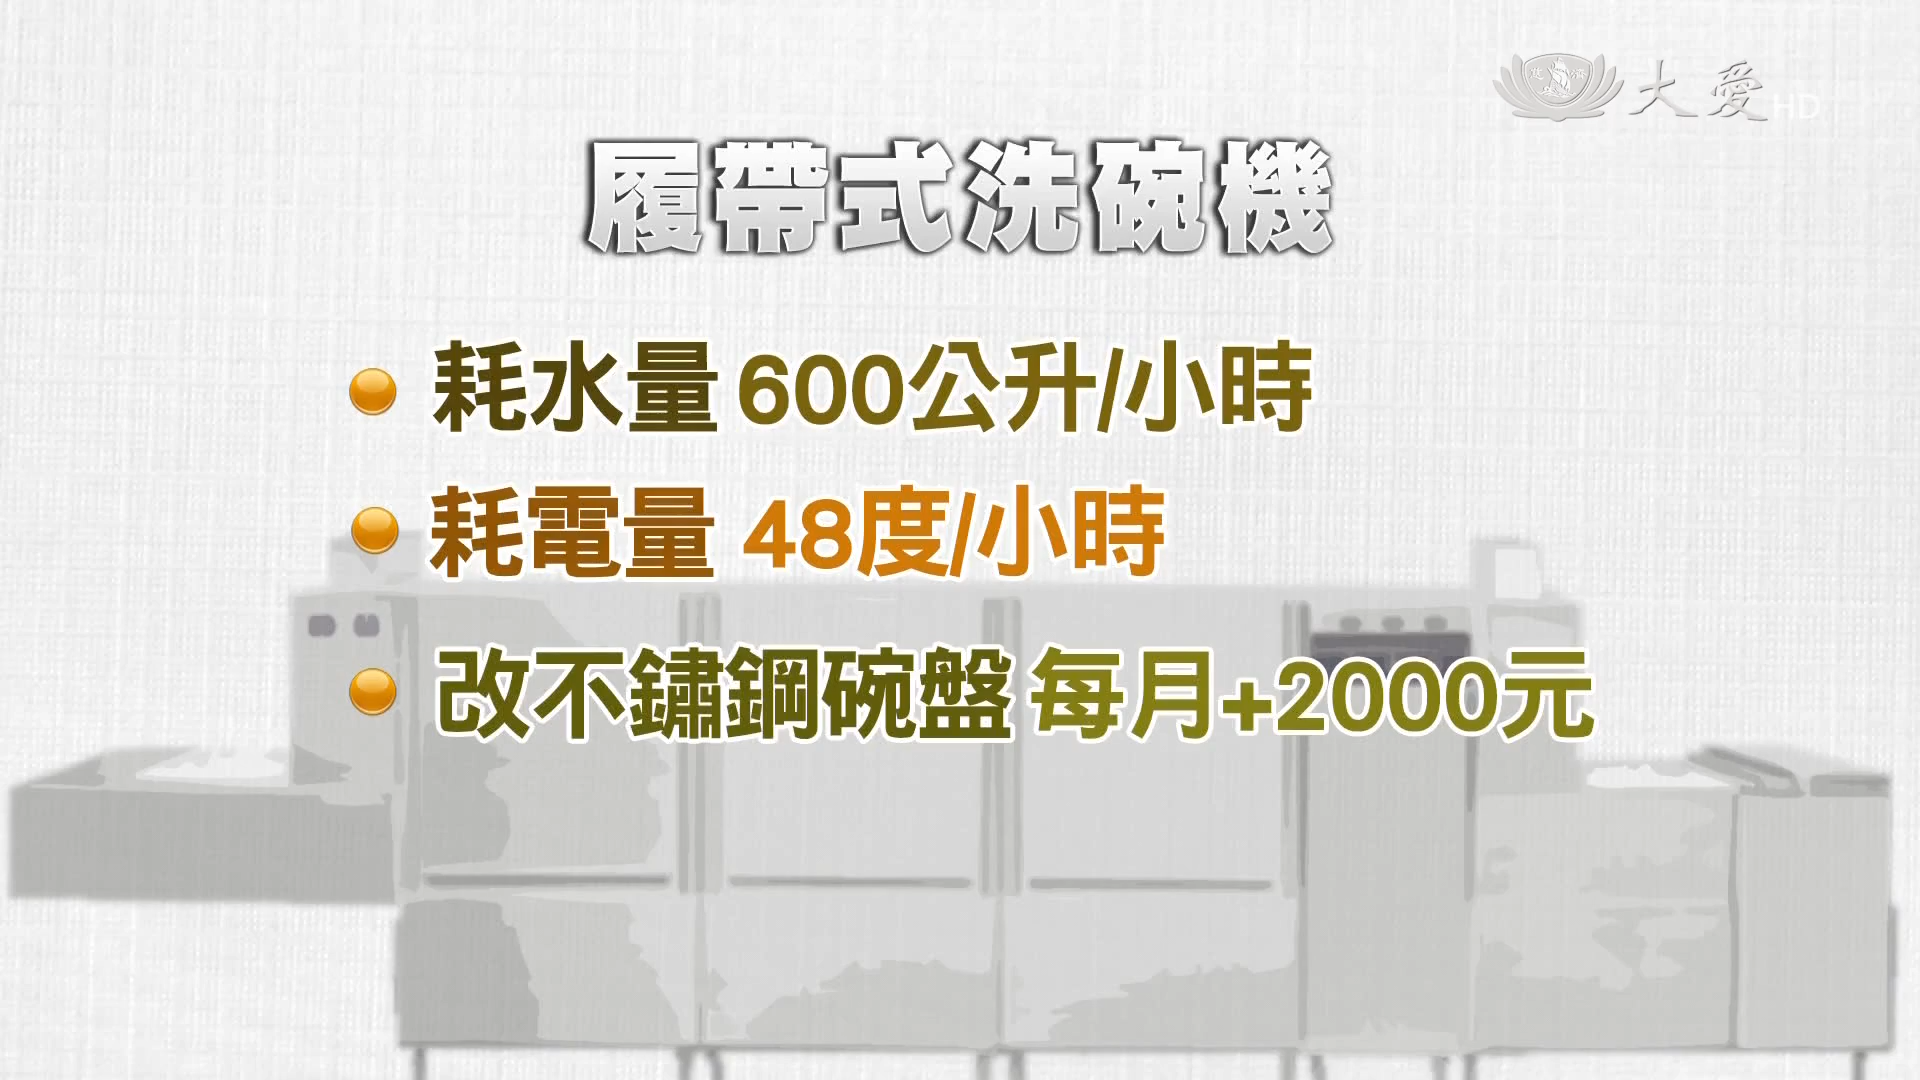 慈濟
大愛HD
履帶式洗碗機
耗水量 600公升/小時
耗電量 48度/小時
改不鏽鋼碗盤 每月+2000元